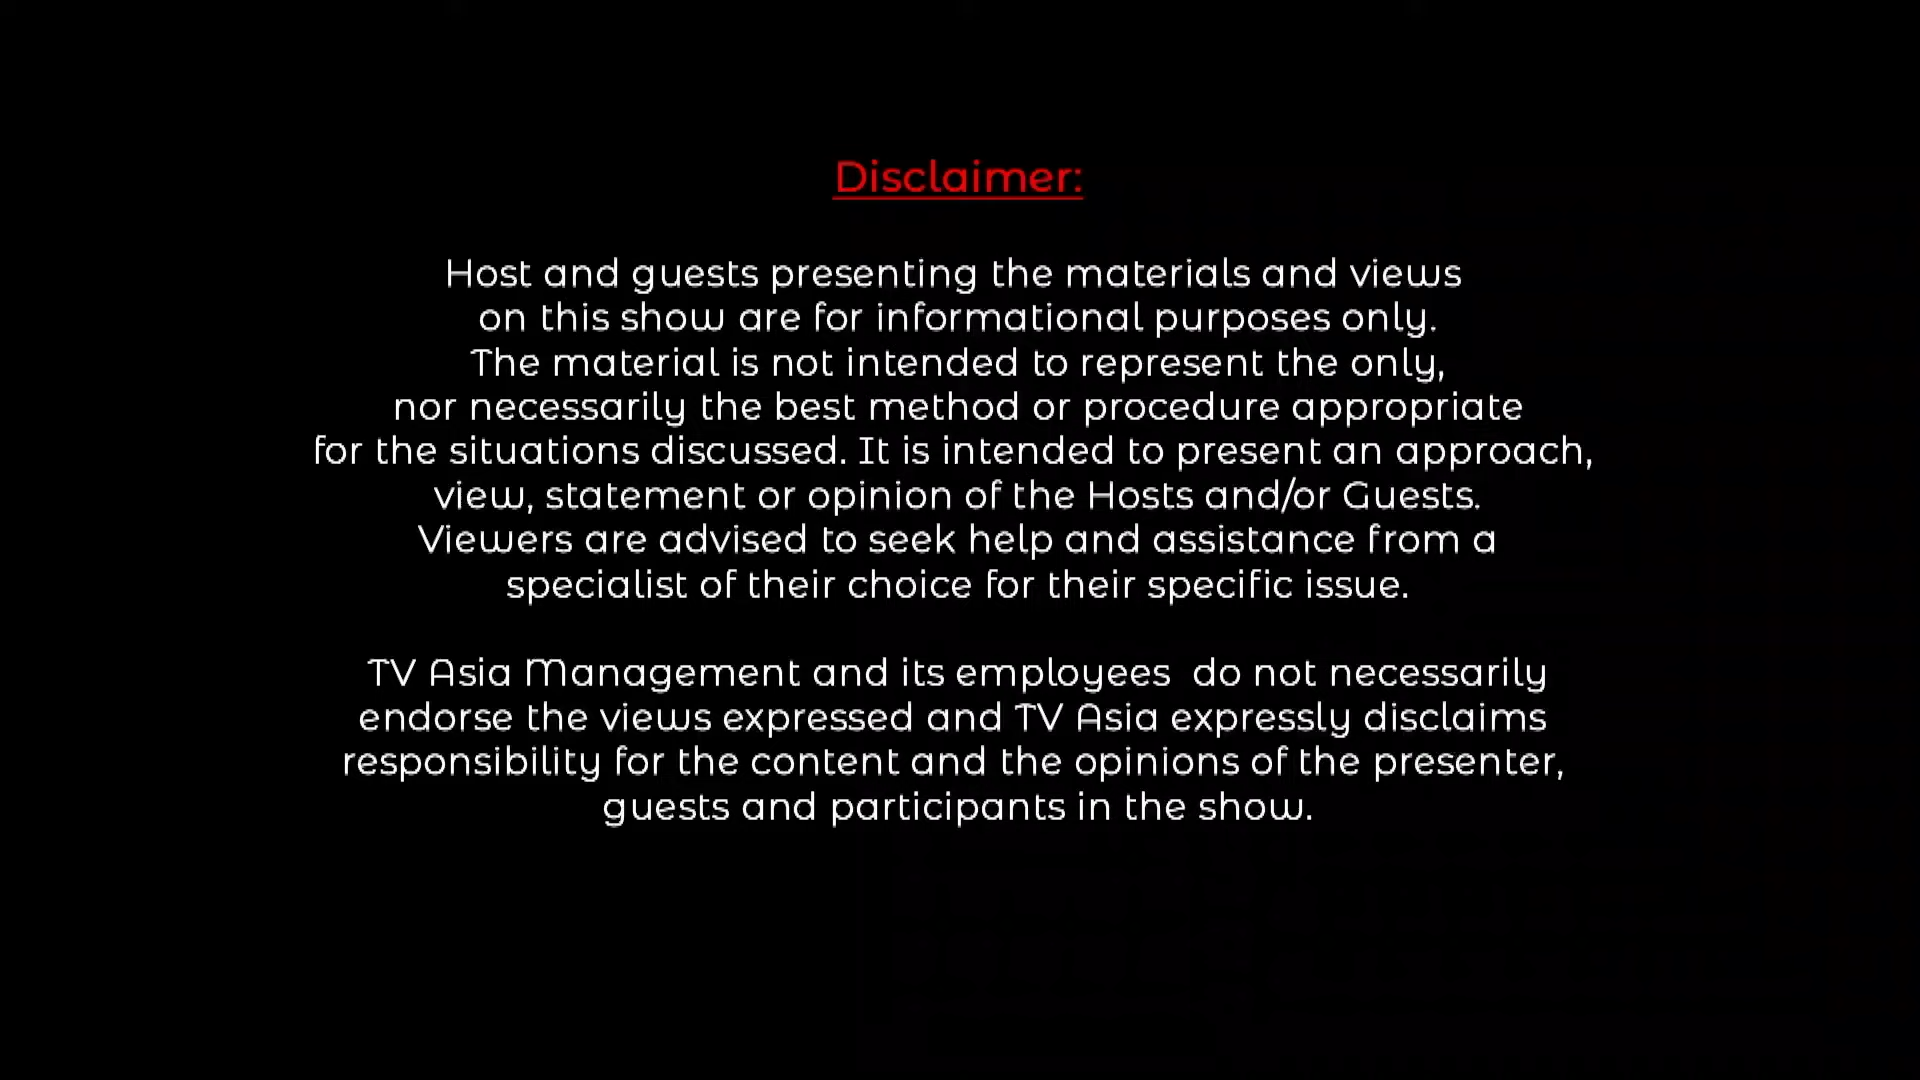 Disclaimer:
Host and guests presenting the materials and views
on this show are for informational purposes only.
The material is not intended to represent the only,
nor necessarily the best method or procedure appropriate
for the situations discussed. It is intended to present an approach,
view, statement or opinion of the Hosts and/or Guests.
Viewers are advised to seek help and assistance from a
specialist of their choice for their specific issue.
TV Asia Management and its employees  do not necessarily
endorse the views expressed and TV Asia expressly disclaims
responsibility for the content and the opinions of the presenter,
guests and participants in the show.